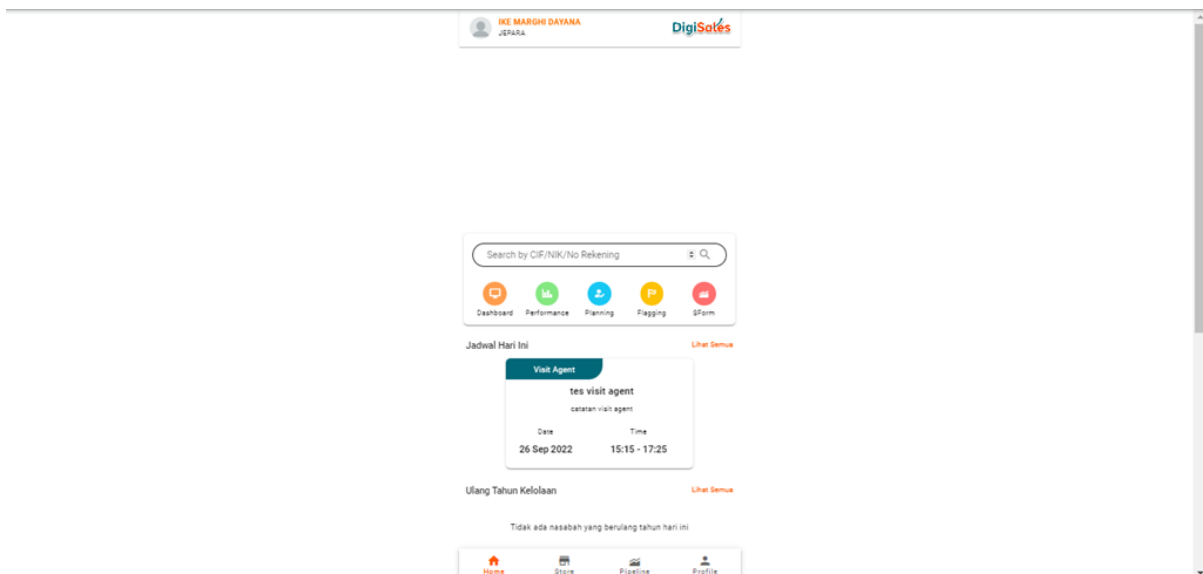 IKE MARGHI DAYANA
JEPARA
DigiSales
Search by CIF/NIK/No Rekening
Dashboard Performance Planning Flagging SForm
Jadwal Hari Ini Lihat Semua
Visit Agent
tes visit agent
catatan visit agent
Date Time
26 Sep 2022 15:15 - 17:25
Ulang Tahun Kelolaan Lihat Semua
Tidak ada nasabah yang berulang tahun hari ini
Home Store Pipeline Profile